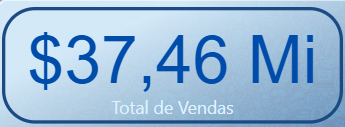 $37,46 Mi
Total de Vendas